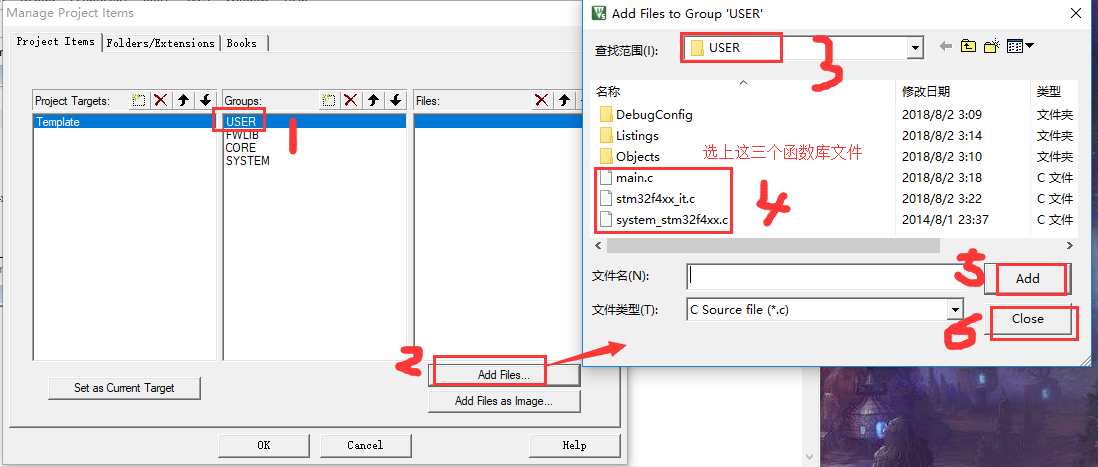 Manage Project Items
Project Items
Folders/Extensions
Books
Project Targets:
Groups:
Files:
Template
USER
FWLIB
CORE
SYSTEM
1
2
Add Files...
Set as Current Target
Add Files as Image...
OK
Cancel
Help
Add Files to Group 'USER'
查找范围(I):
USER
3
名称
修改日期
类型
DebugConfig
2018/8/2 3:09
文件夹
Listings
2018/8/2 3:14
文件夹
Objects
2018/8/2 3:10
文件夹
选上这三个函数库文件
main.c
2018/8/2 3:18
C 文件
stm32f4xx_it.c
2018/8/2 3:22
C 文件
system_stm32f4xx.c
2014/8/1 23:37
C 文件
4
文件名(N):
5
Add
文件类型(T):
C Source file (*.c)
6
Close